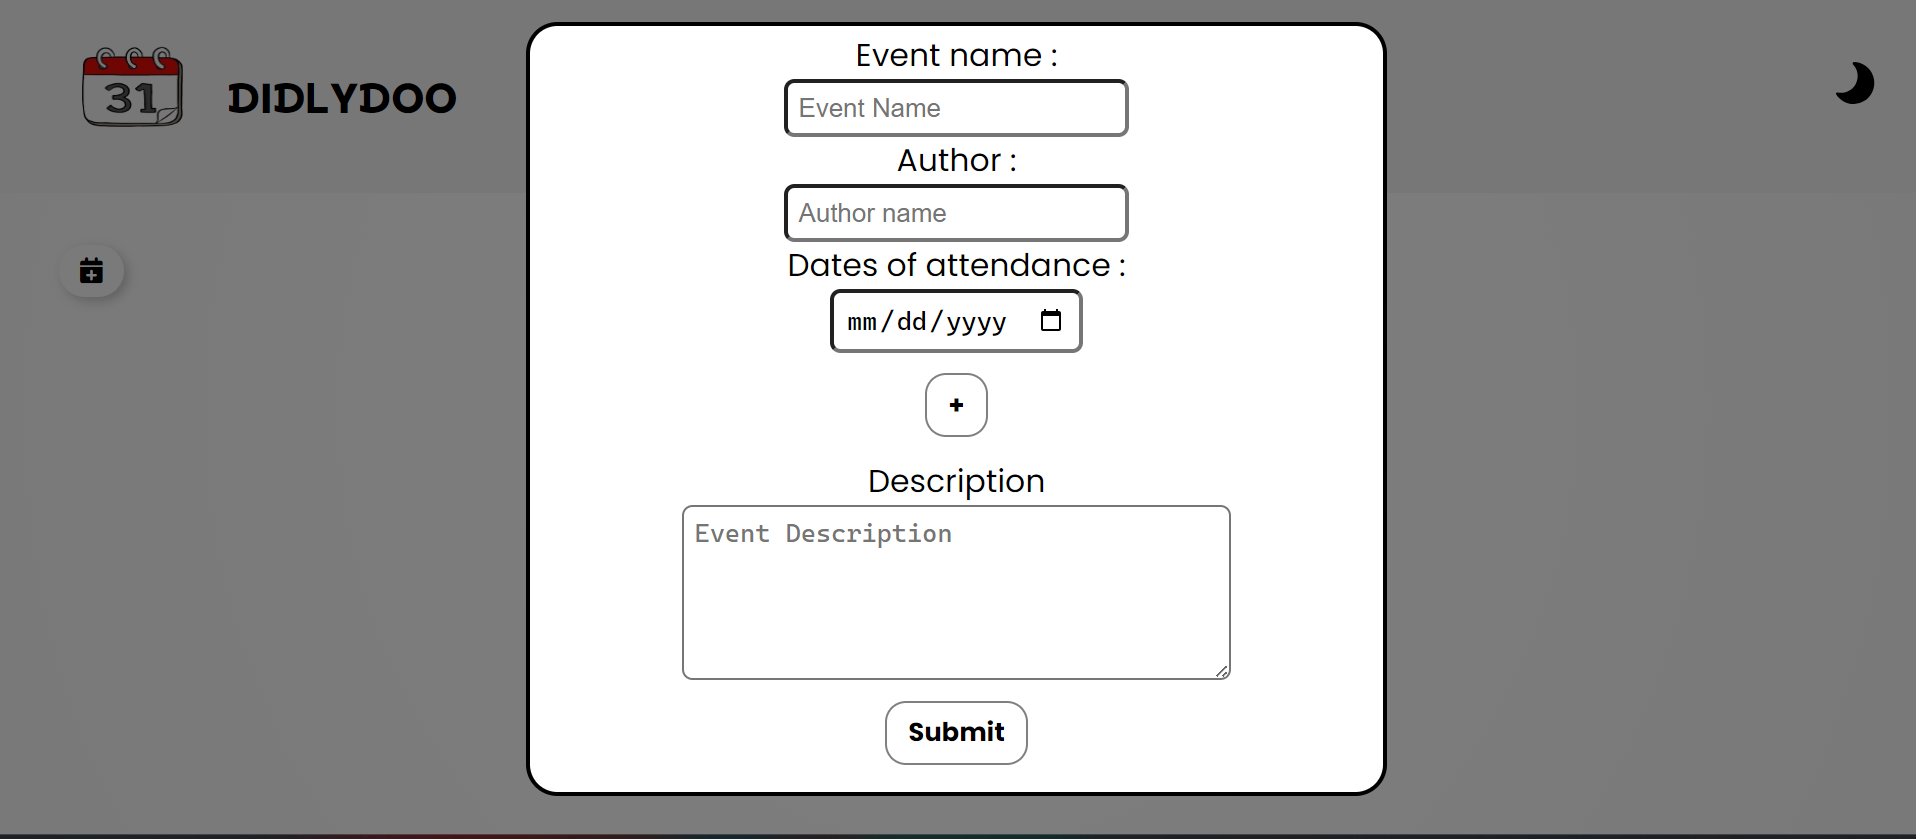 31
DIDLYDOO
Event name :
Event Name
Author :
Author name
Dates of attendance :
mm/dd/yyyy
+
Description
Event Description
Submit